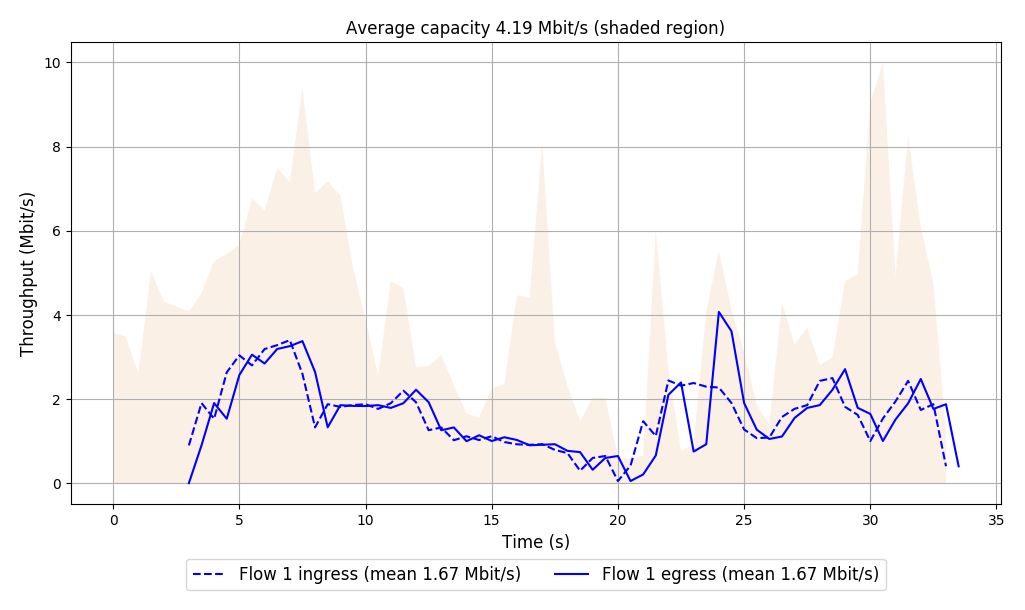 Average capacity 4.19 Mbit/s (shaded region)
10
8
6
4
2
0
Throughput (Mbit/s)
0 5 10 15 20 25 30 35
Time (s)
Flow 1 ingress (mean 1.67 Mbit/s) Flow 1 egress (mean 1.67 Mbit/s)